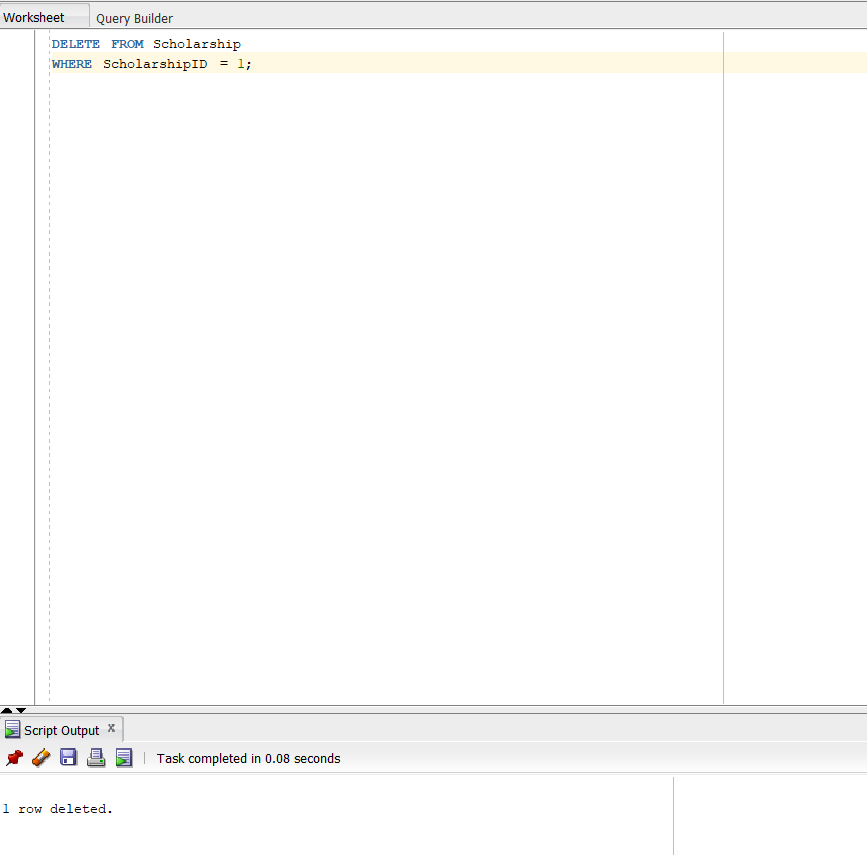 Worksheet Query Builder
DELETE FROM Scholarship
WHERE ScholarshipID = 1;
Script Output x
Task completed in 0.08 seconds
1 row deleted.